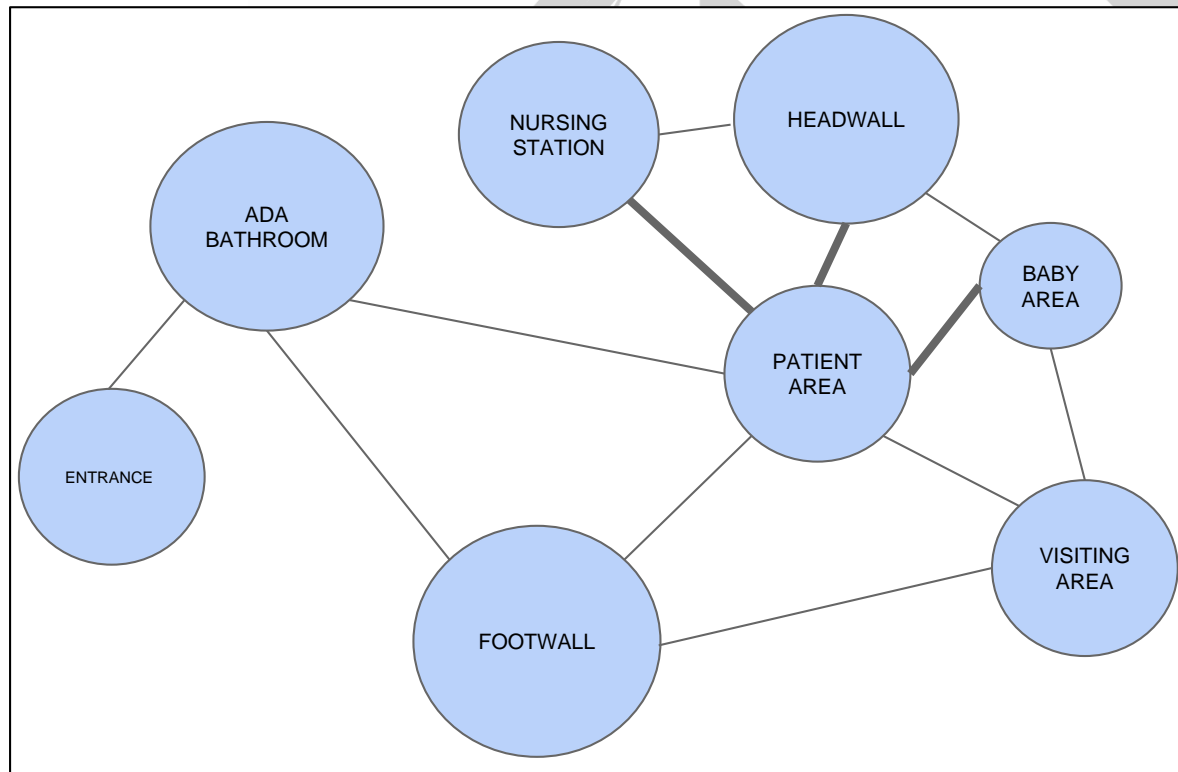 NURSING
STATION
HEADWALL
ADA
BATHROOM
BABY
AREA
PATIENT
AREA
ENTRANCE
VISITING
AREA
FOOTWALL